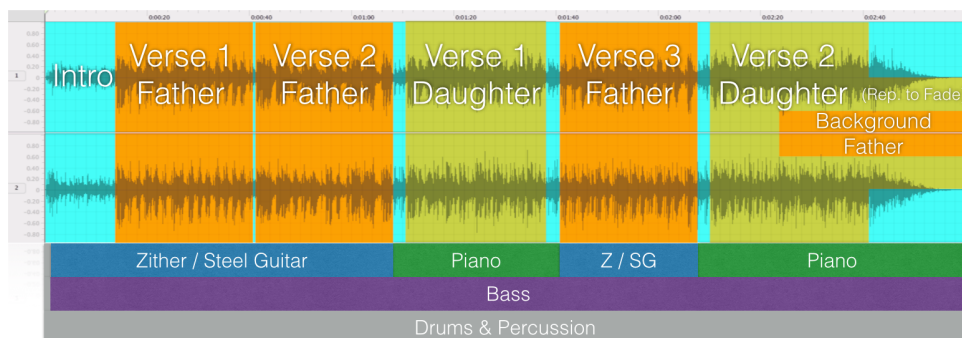 0:00:20 0:00:40 0:01:00 0:01:20 0:01:40 0:02:00 0:02:20 0:02:40
Intro
Verse 1
Father
Verse 2
Father
Verse 1
Daughter
Verse 3
Father
Verse 2
Daughter (Rep. to Fade
Background
Father
1
2
Zither / Steel Guitar
Piano
Z / SG
Piano
Bass
Drums & Percussion